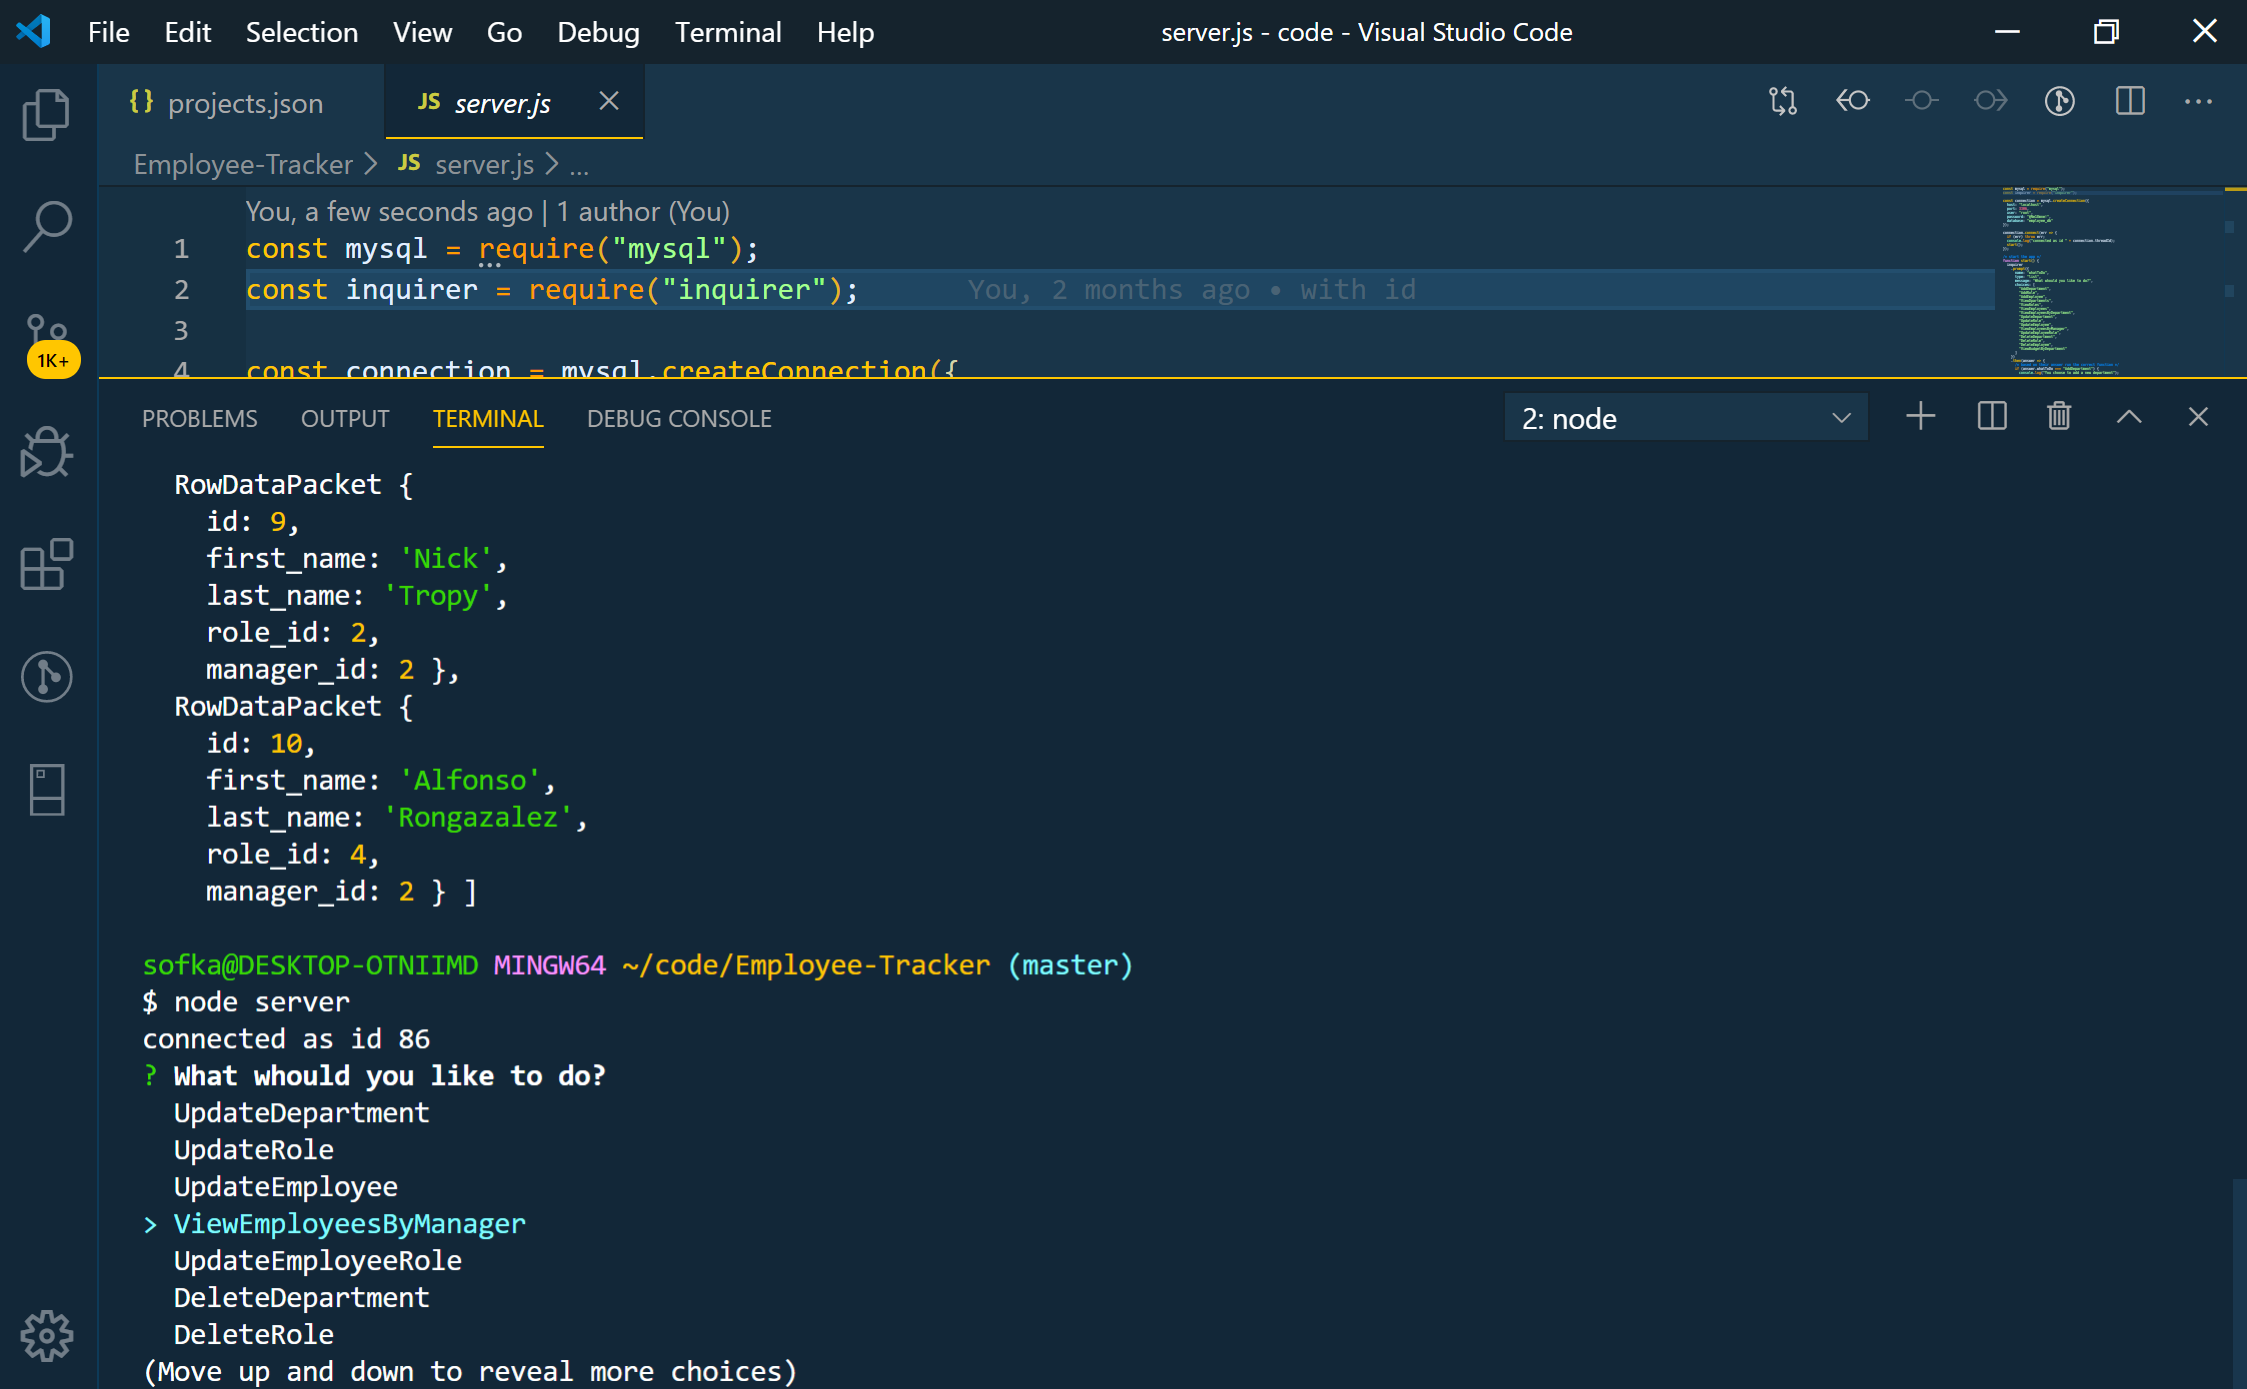 File Edit Selection View Go Debug Terminal Help
server.js - code - Visual Studio Code
{} projects.json
JS server.js
Employee-Tracker > JS server.js > ...
You, a few seconds ago | 1 author (You)
1 const mysql = require("mysql");
2 const inquirer = require("inquirer"); You, 2 months ago • with id
3
4 const connection = mysql.createConnection({
1K+
PROBLEMS OUTPUT TERMINAL DEBUG CONSOLE
2: node
RowDataPacket {
id: 9,
first_name: 'Nick',
last_name: 'Tropy',
role_id: 2,
manager_id: 2 },
RowDataPacket {
id: 10,
first_name: 'Alfonso',
last_name: 'Rongazalez',
role_id: 4,
manager_id: 2 } ]
sofka@DESKTOP-OTNIIMD MINGW64 ~/code/Employee-Tracker (master)
$ node server
connected as id 86
? What whould you like to do?
UpdateDepartment
UpdateRole
UpdateEmployee
> ViewEmployeesByManager
UpdateEmployeeRole
DeleteDepartment
DeleteRole
(Move up and down to reveal more choices)